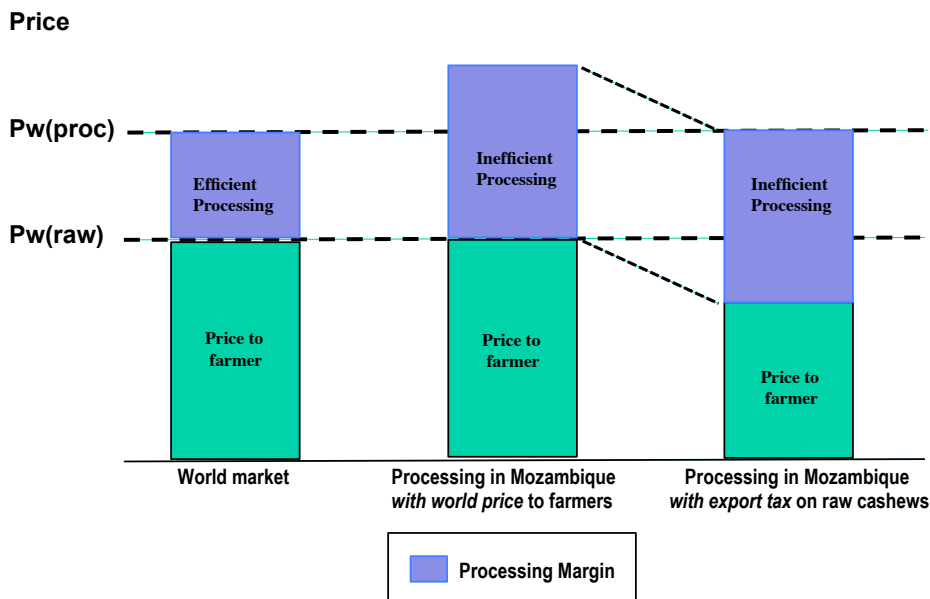 Price
Pw(proc)
Efficient
Processing
Inefficient
Processing
Inefficient
Processing
Pw(raw)
Price to
farmer
Price to
farmer
Price to
farmer
World market
Processing in Mozambique
with world price to farmers
Processing in Mozambique
with export tax on raw cashews
Processing Margin